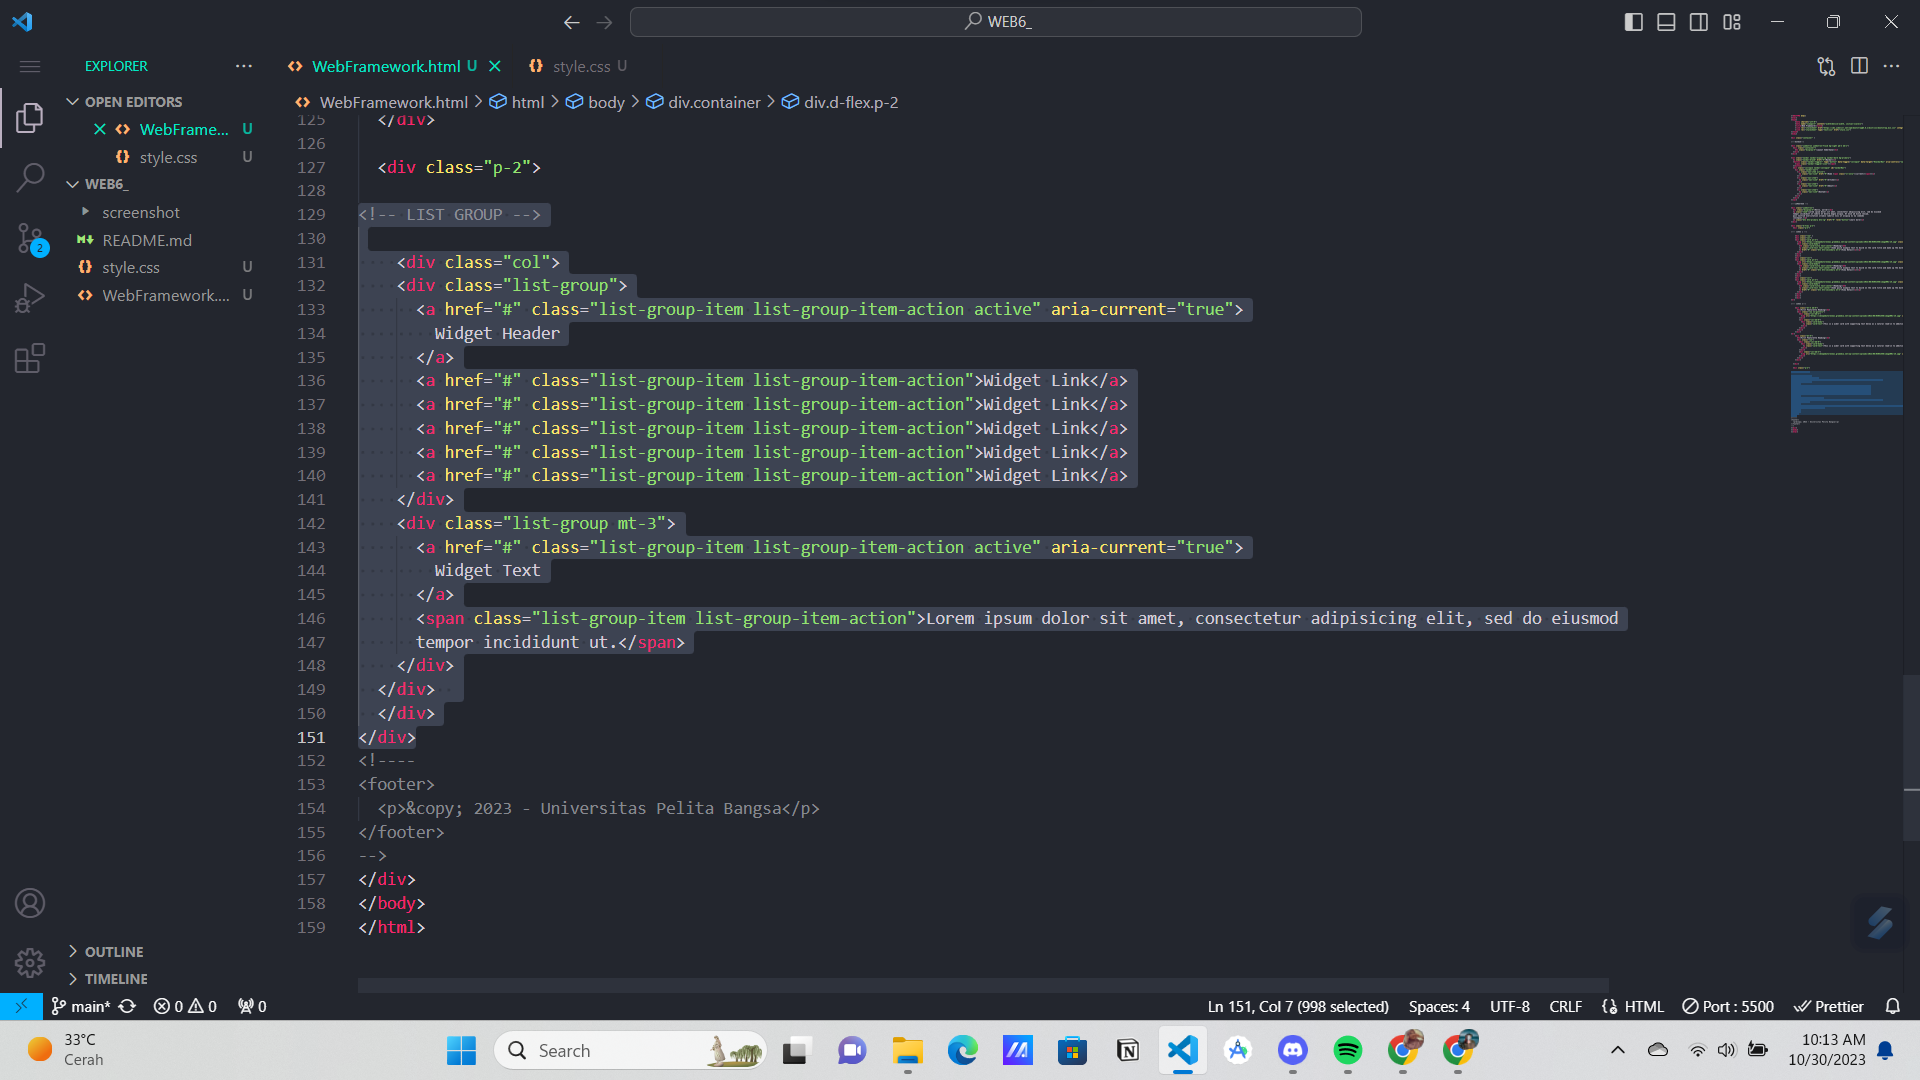 WEB6_
EXPLORER
WebFramework.html U
style.css U
OPEN EDITORS
WebFrame... U
style.css U
WEB6_
screenshot
README.md
style.css U
WebFramework.... U
2
OUTLINE
TIMELINE
WebFramework.html > html > body > div.container > div.d-flex.p-2
125 </div>
126
127 <div class="p-2">
128
129 <!-- LIST GROUP -->
130
131 <div class="col">
132 <div class="list-group">
133 <a href="#" class="list-group-item list-group-item-action active" aria-current="true">
134 Widget Header
135 </a>
136 <a href="#" class="list-group-item list-group-item-action">Widget Link</a>
137 <a href="#" class="list-group-item list-group-item-action">Widget Link</a>
138 <a href="#" class="list-group-item list-group-item-action">Widget Link</a>
139 <a href="#" class="list-group-item list-group-item-action">Widget Link</a>
140 <a href="#" class="list-group-item list-group-item-action">Widget Link</a>
141 </div>
142 <div class="list-group mt-3">
143 <a href="#" class="list-group-item list-group-item-action active" aria-current="true">
144 Widget Text
145 </a>
146 <span class="list-group-item list-group-item-action">Lorem ipsum dolor sit amet, consectetur adipisicing elit, sed do eiusmod
147 tempor incididunt ut.</span>
148 </div>
149 </div>
150 </div>
151 </div>
152 <!----
153 <footer>
154 <p>&copy; 2023 - Universitas Pelita Bangsa</p>
155 </footer>
156 -->
157 </div>
158 </body>
159 </html>
main* 0 0 0
Ln 151, Col 7 (998 selected) Spaces: 4 UTF-8 CRLF HTML Port : 5500 Prettier
33°C
Cerah
Search
10:13 AM
10/30/2023